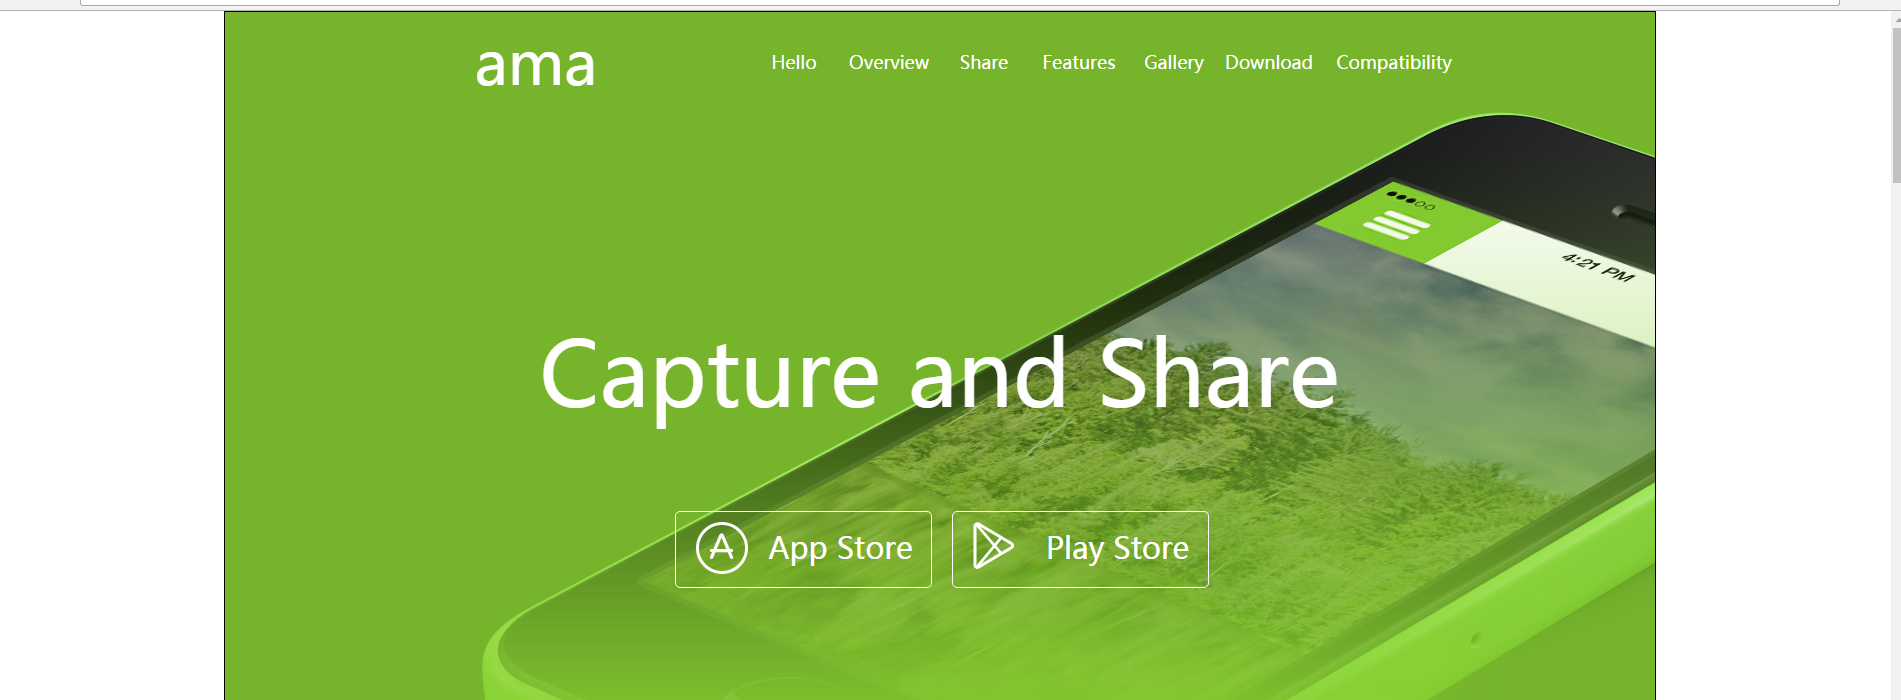 ama
Hello Overview Share Features Gallery Download Compatibility
4:21 PM
Capture and Share
App Store
Play Store